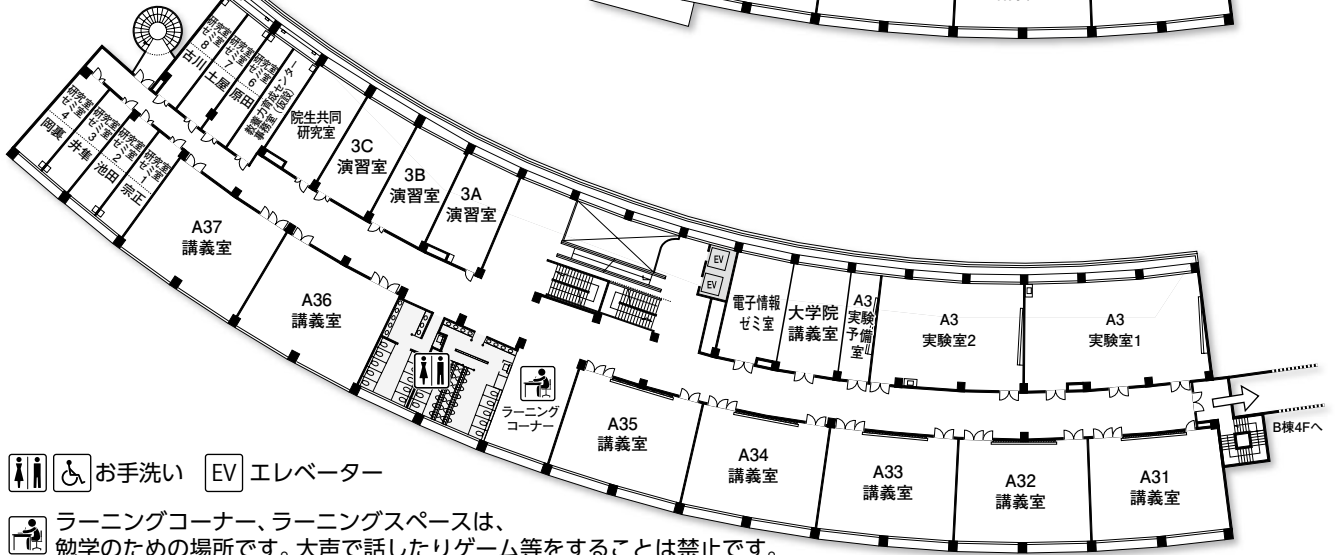 研究室
ゼミ室
8
古川
研究室
ゼミ室
7
土屋
研究室
ゼミ室
6
原田
教養力育成センター
事務室(仮設)
院生共同
研究室
3C
演習室
3B
演習室
3A
演習室
研究室
ゼミ室
4
岡裏
研究室
ゼミ室
3
井隼
研究室
ゼミ室
2
池田
研究室
ゼミ室
1
宗正
A37
講義室
A36
講義室
EV
EV
電子情報
ゼミ室
大学院
講義室
A3
実験
予備
室
A3
実験室2
A3
実験室1
ラーニング
コーナー
A35
講義室
A34
講義室
A33
講義室
A32
講義室
A31
講義室
B棟4Fへ
お手洗い EV エレベーター
ラーニングコーナー、ラーニングスペースは、
勉学のための場所です。大声で話したりゲーム等をすることは禁止です。